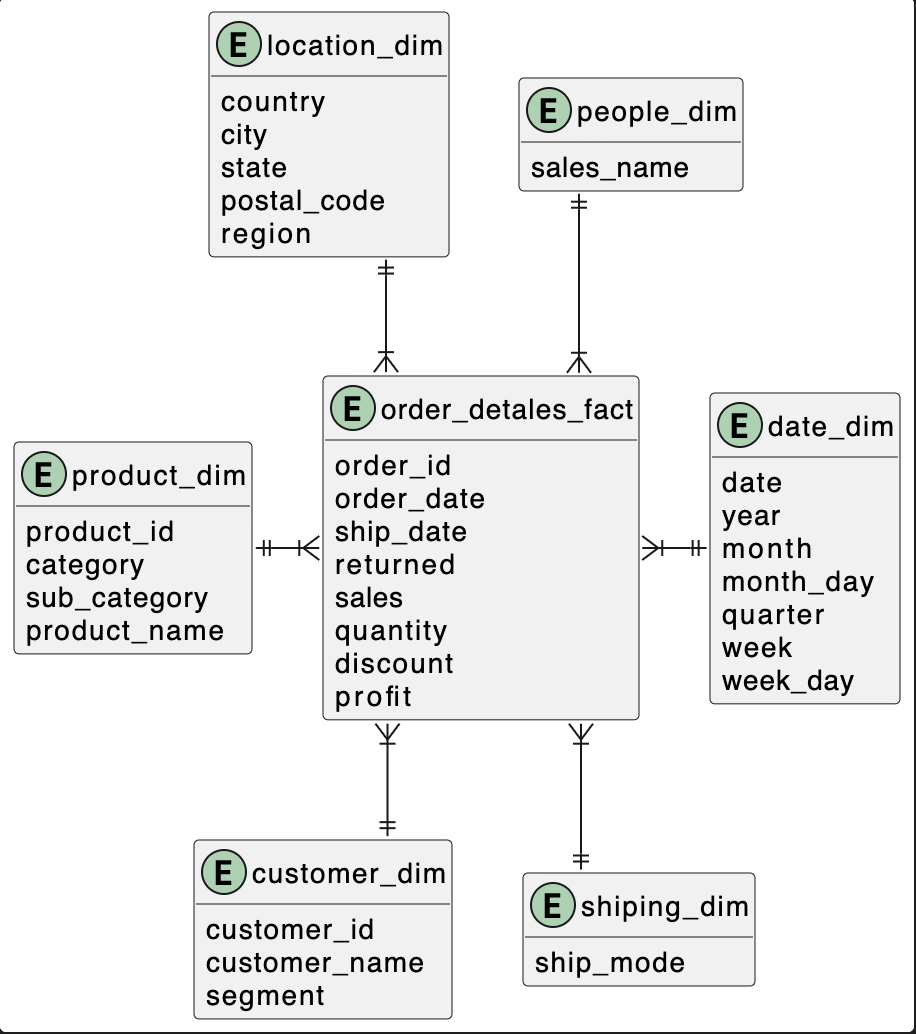 E location_dim
country
city
state
postal_code
region
E people_dim
sales_name
E order_detales_fact
order_id
order_date
ship_date
returned
sales
quantity
discount
profit
E product_dim
product_id
category
sub_category
product_name
E date_dim
date
year
month
month_day
quarter
week
week_day
E customer_dim
customer_id
customer_name
segment
E shiping_dim
ship_mode